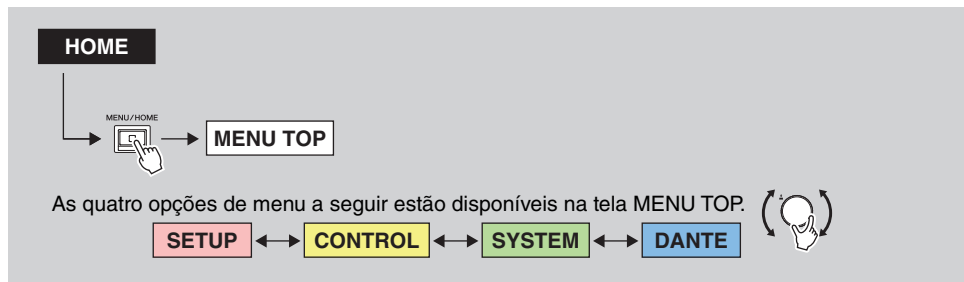 HOME
MENU/HOME
MENU TOP
As quatro opções de menu a seguir estão disponíveis na tela MENU TOP.
SETUP CONTROL SYSTEM DANTE